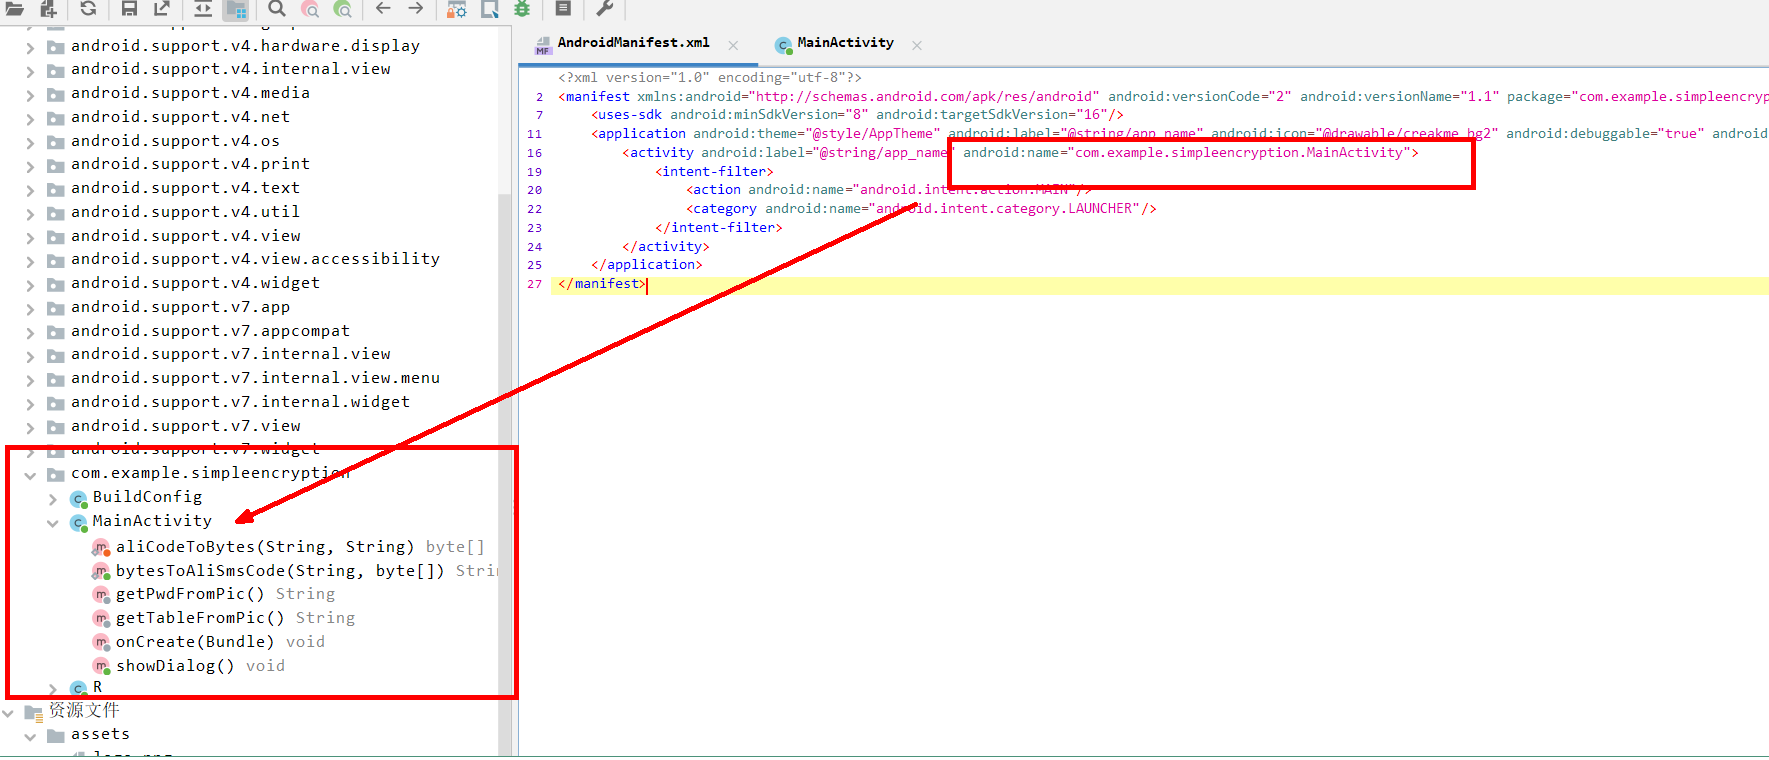 android.support.v4.hardware.display
android.support.v4.internal.view
android.support.v4.media
android.support.v4.net
android.support.v4.os
android.support.v4.print
android.support.v4.text
android.support.v4.util
android.support.v4.view
android.support.v4.view.accessibility
android.support.v4.widget
android.support.v7.app
android.support.v7.appcompat
android.support.v7.internal.view
android.support.v7.internal.view.menu
android.support.v7.internal.widget
android.support.v7.view
android.support.v7.widget
com.example.simpleencryption
BuildConfig
MainActivity
aliCodeToBytes(String, String) byte[]
bytesToAliSmsCode(String, byte[]) Strin
getPwdFromPic() String
getTableFromPic() String
onCreate(Bundle) void
showDialog() void
R
资源文件
assets
logo.png
MF AndroidManifest.xml
MainActivity
<?xml version="1.0" encoding="utf-8"?>
2 <manifest xmlns:android="http://schemas.android.com/apk/res/android" android:versionCode="2" android:versionName="1.1" package="com.example.simpleencryp
7 <uses-sdk android:minSdkVersion="8" android:targetSdkVersion="16"/>
11 <application android:theme="@style/AppTheme" android:label="@string/app_name" android:icon="@drawable/creakme_bg2" android:debuggable="true" android
16 <activity android:label="@string/app_name" android:name="com.example.simpleencryption.MainActivity">
19 <intent-filter>
20 <action android:name="android.intent.action.MAIN"/>
22 <category android:name="android.intent.category.LAUNCHER"/>
23 </intent-filter>
24 </activity>
25 </application>
27 </manifest>